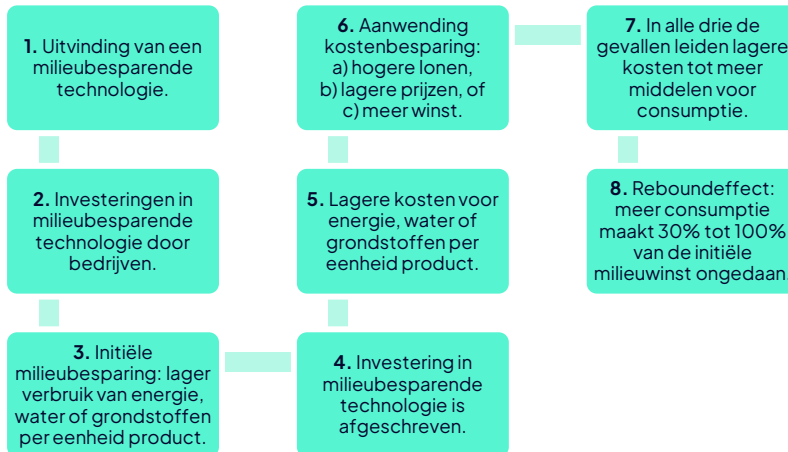 1. Uitvinding van een
milieubesparende
technologie.
2. Investeringen in
milieubesparende
technologie door
bedrijven.
3. Initiële
milieubesparing: lager
verbruik van energie,
water of grondstoffen
per eenheid product.
4. Investering in
milieubesparende
technologie is
afgeschreven.
5. Lagere kosten voor
energie, water of
grondstoffen per
eenheid product.
6. Aanwending
kostenbesparing:
a) hogere lonen,
b) lagere prijzen, of
c) meer winst.
7. In alle drie de
gevallen leiden lagere
kosten tot meer
middelen voor
consumptie.
8. Reboundeffect:
meer consumptie
maakt 30% tot 100%
van de initiële
milieuwinst ongedaan.